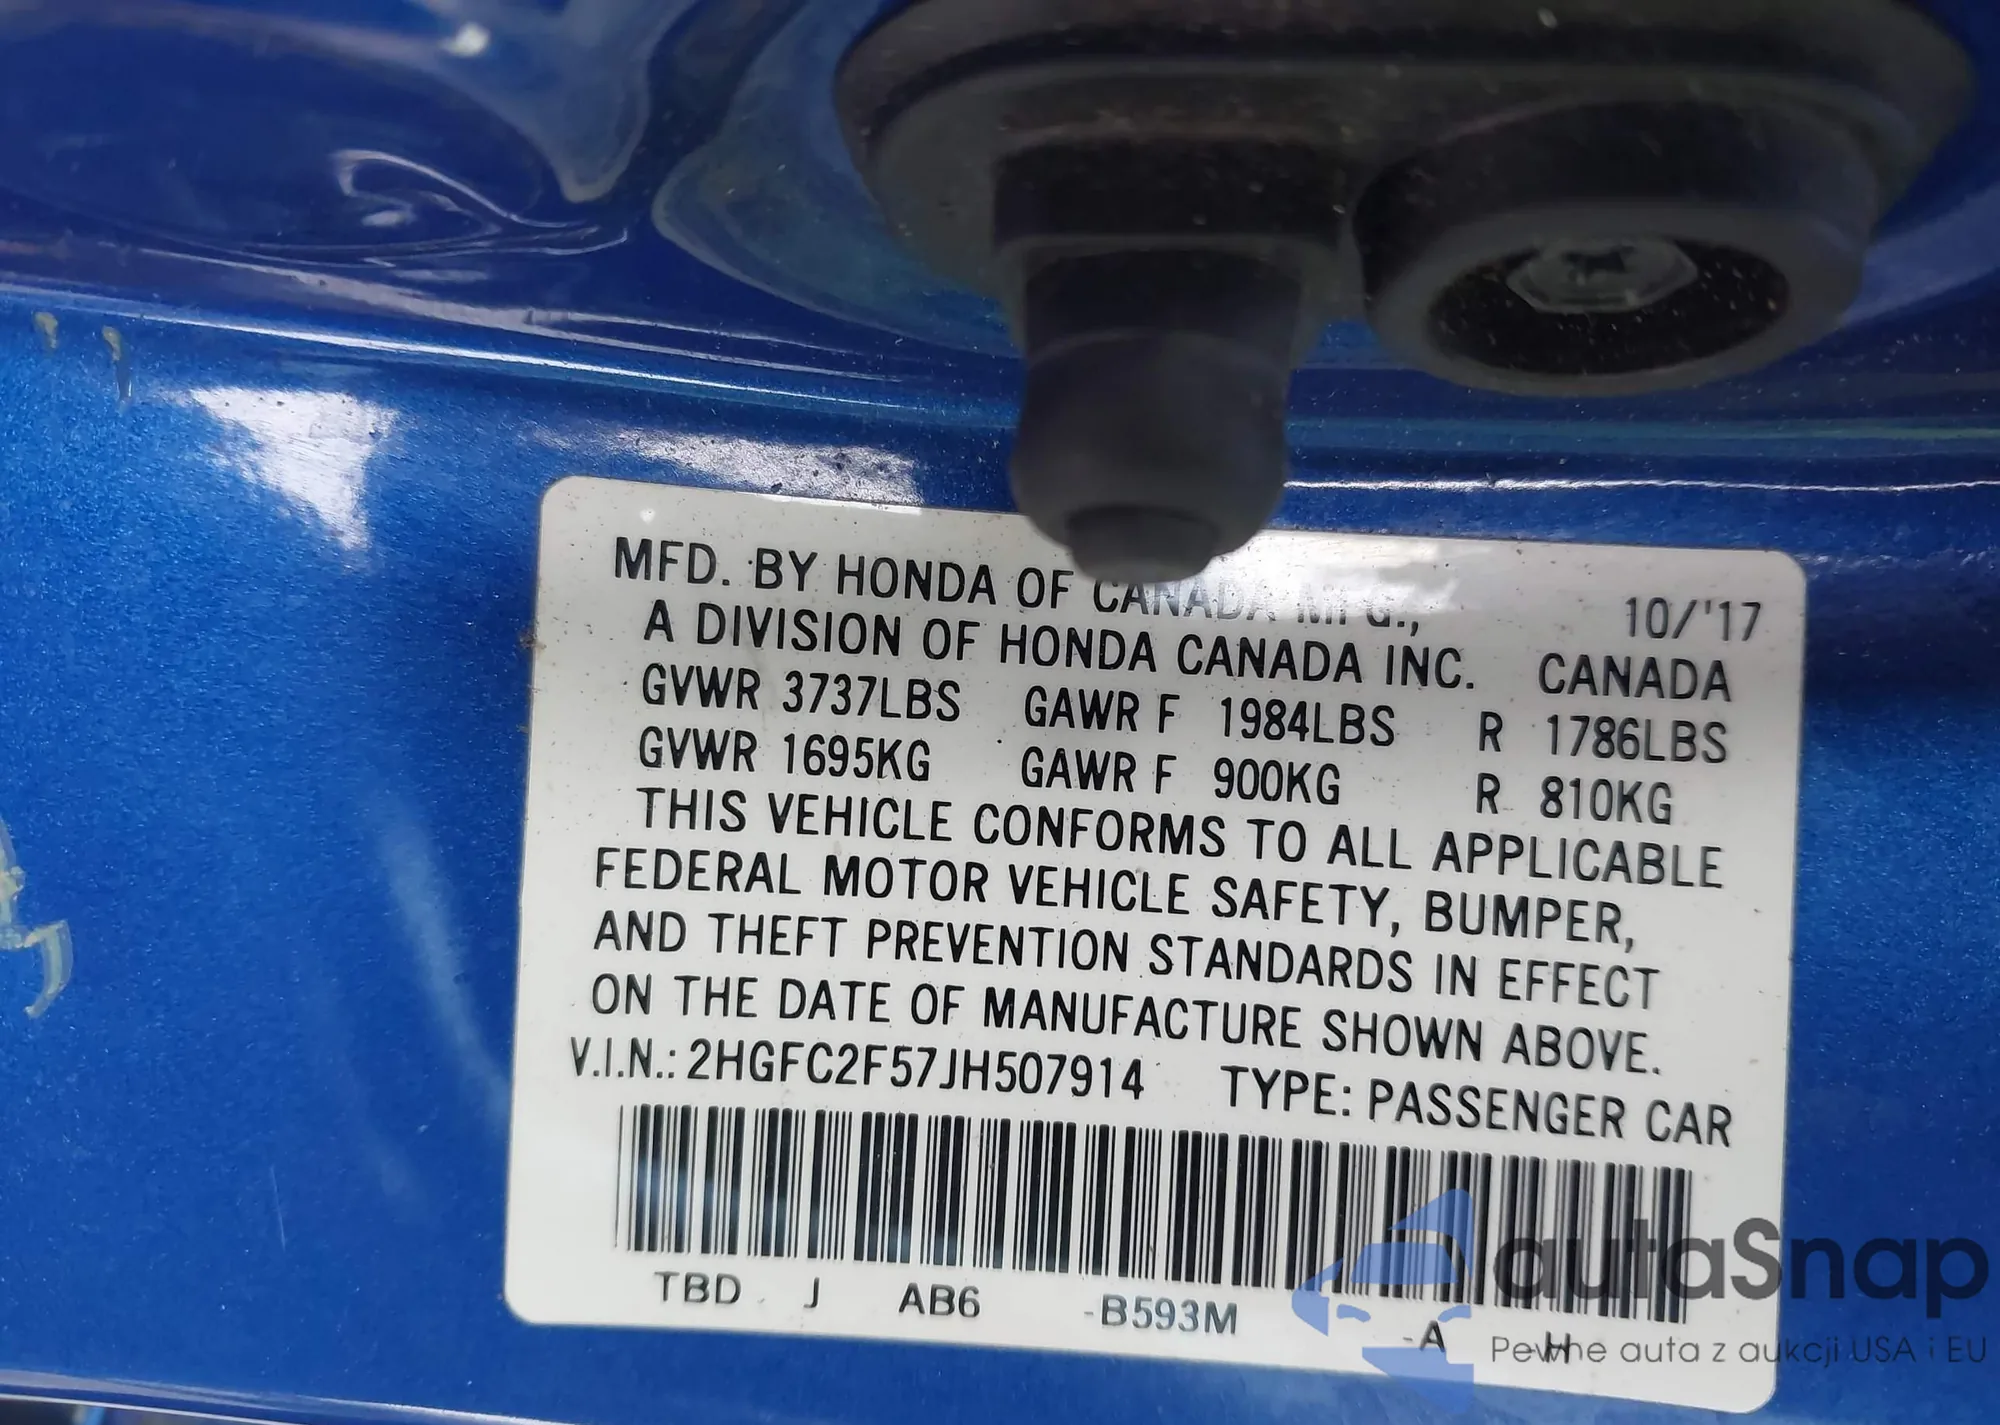 MFD. BY HONDA OF CANADA MFG., 10/'17
A DIVISION OF HONDA CANADA INC. CANADA
GVWR 3737LBS GAWR F 1984LBS R 1786LBS
GVWR 1695KG GAWR F 900KG R 810KG
THIS VEHICLE CONFORMS TO ALL APPLICABLE
FEDERAL MOTOR VEHICLE SAFETY, BUMPER,
AND THEFT PREVENTION STANDARDS IN EFFECT
ON THE DATE OF MANUFACTURE SHOWN ABOVE.
V.I.N.: 2HGFC2F57JH507914 TYPE: PASSENGER CAR
TBD J AB6 -B593M -A -H
autaSnap
Pewne auta z aukcji USA i EU